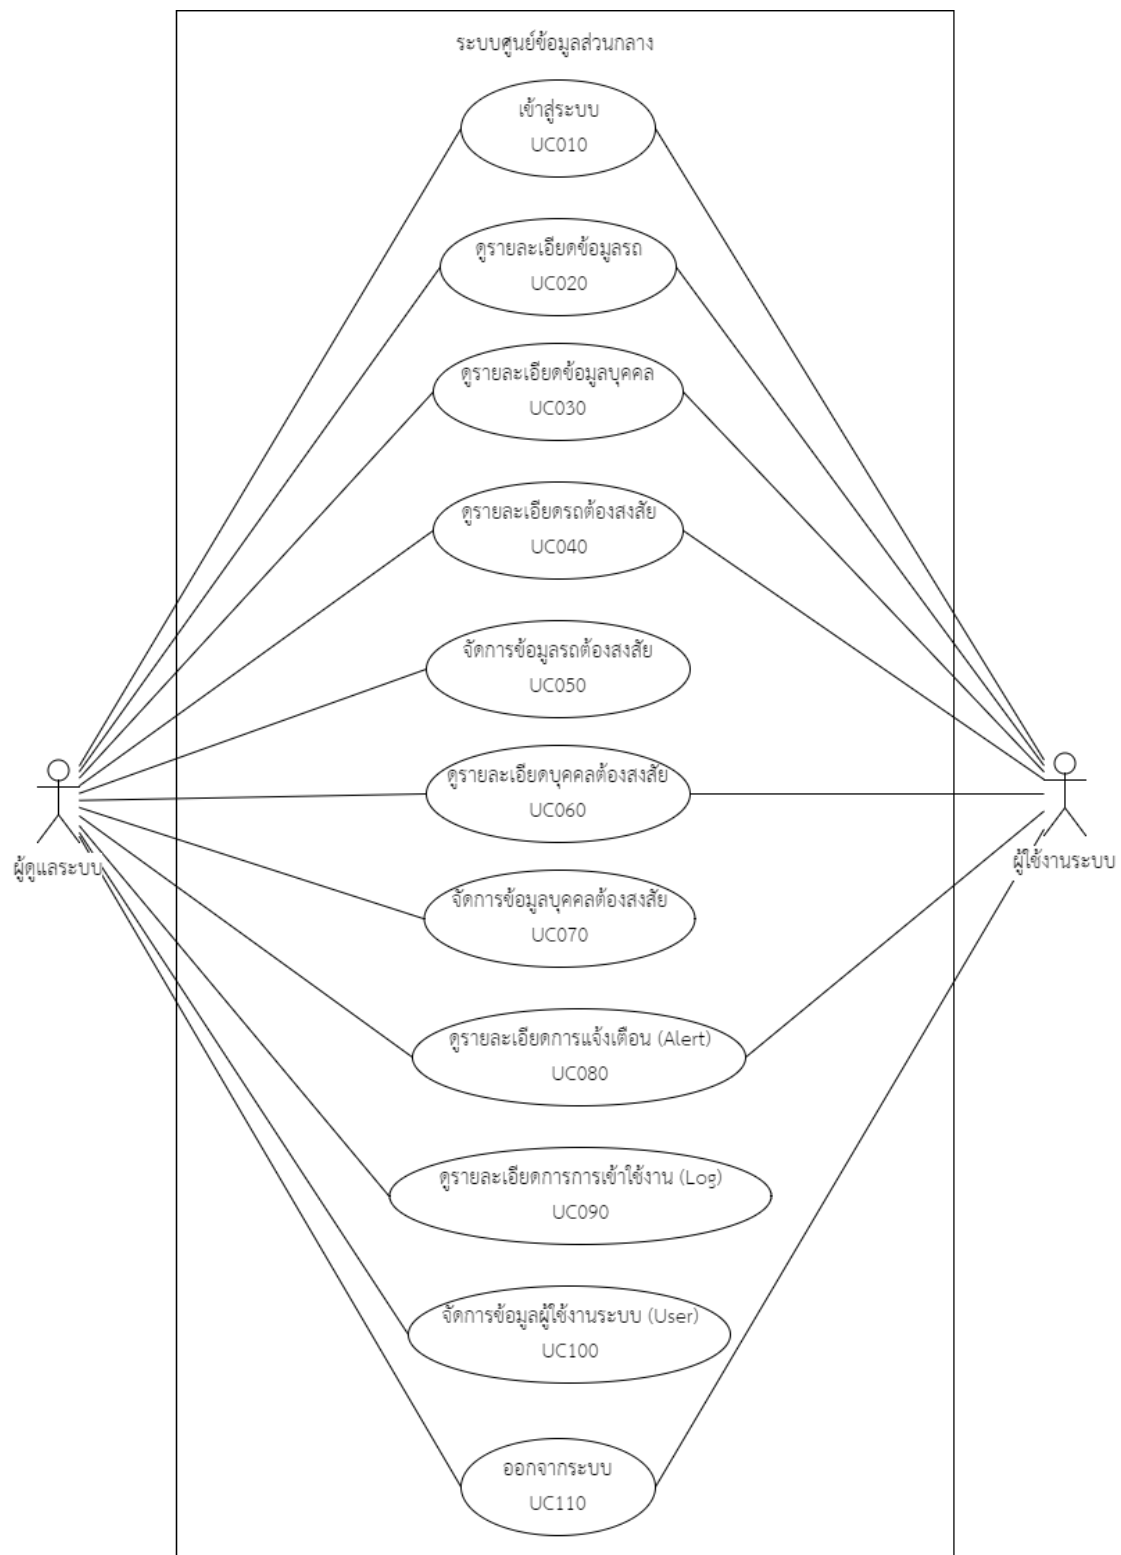 ระบบศูนย์ข้อมูลส่วนกลาง
เข้าสู่ระบบ
UC010
ดูรายละเอียดข้อมูลรถ
UC020
ดูรายละเอียดข้อมูลบุคคล
UC030
ดูรายละเอียดรถต้องสงสัย
UC040
จัดการข้อมูลรถต้องสงสัย
UC050
ดูรายละเอียดบุคคลต้องสงสัย
UC060
ผู้ดูแลระบบ
ผู้ใช้งานระบบ
จัดการข้อมูลบุคคลต้องสงสัย
UC070
ดูรายละเอียดการแจ้งเตือน (Alert)
UC080
ดูรายละเอียดการการเข้าใช้งาน (Log)
UC090
จัดการข้อมูลผู้ใช้งานระบบ (User)
UC100
ออกจากระบบ
UC110